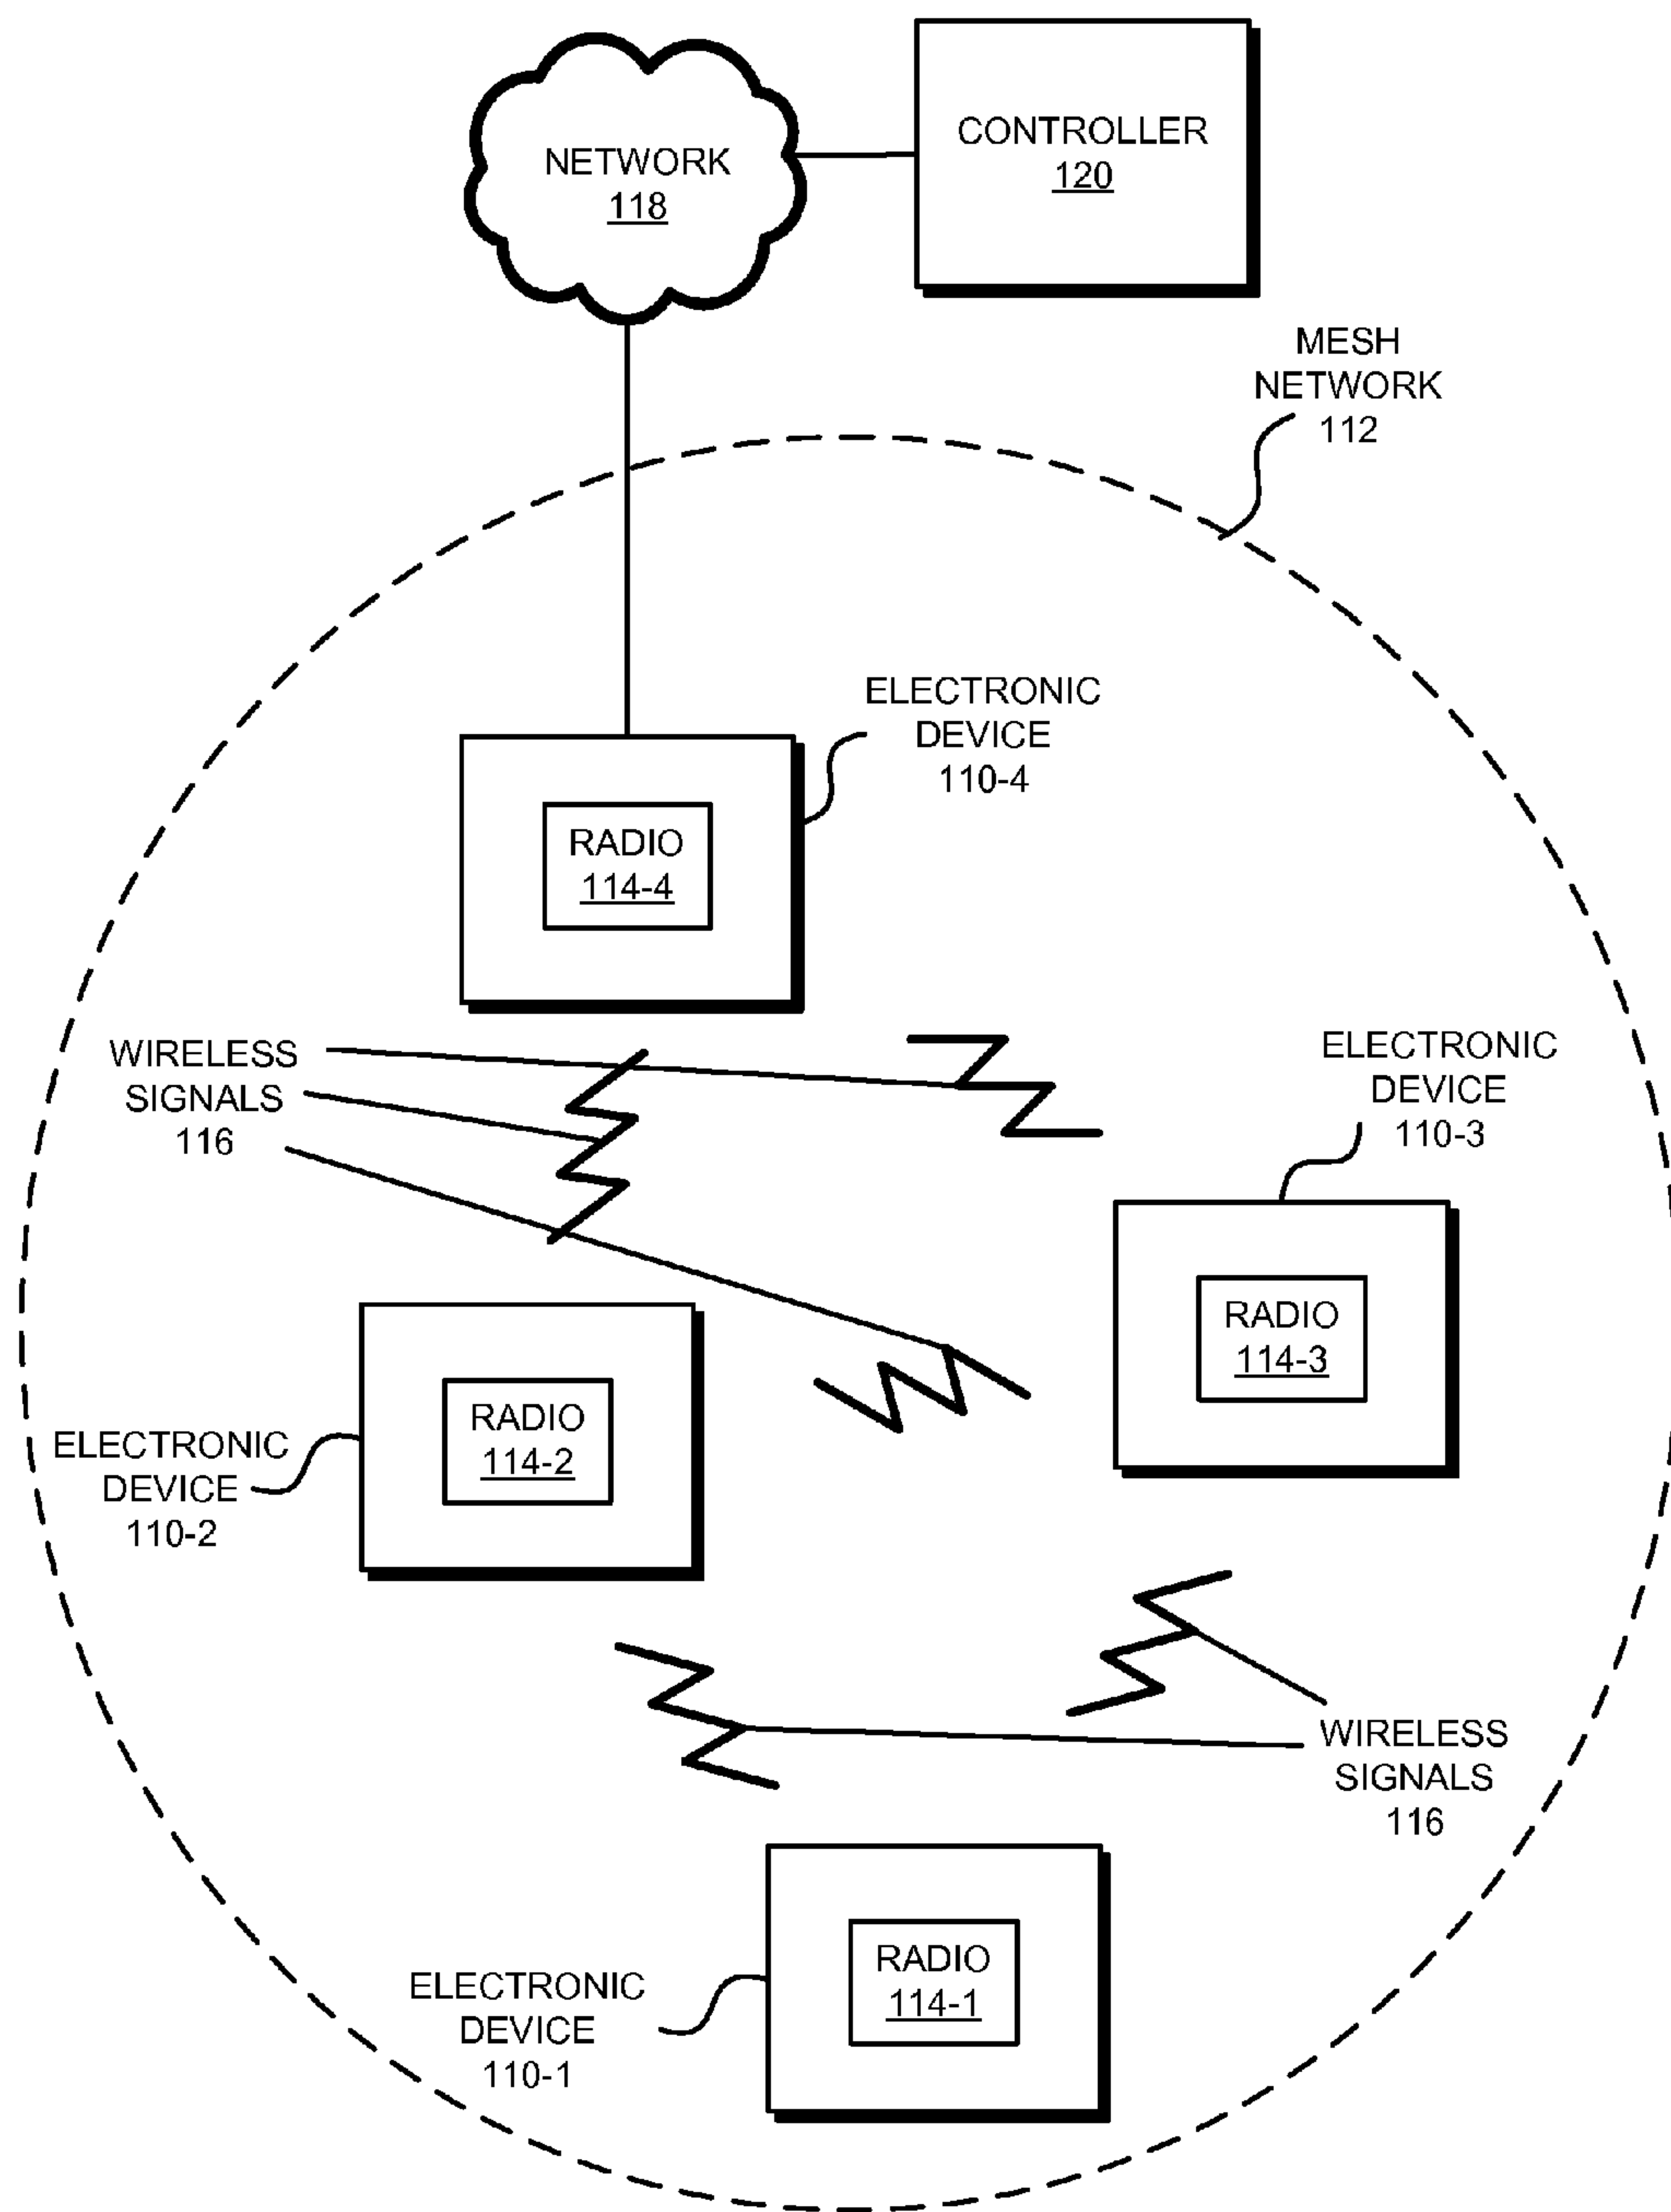 NETWORK
118
CONTROLLER
120
MESH
NETWORK
112
ELECTRONIC
DEVICE
110-4
RADIO
114-4
WIRELESS
SIGNALS
116
ELECTRONIC
DEVICE
110-3
RADIO
114-3
RADIO
114-2
ELECTRONIC
DEVICE
110-2
WIRELESS
SIGNALS
116
RADIO
114-1
ELECTRONIC
DEVICE
110-1